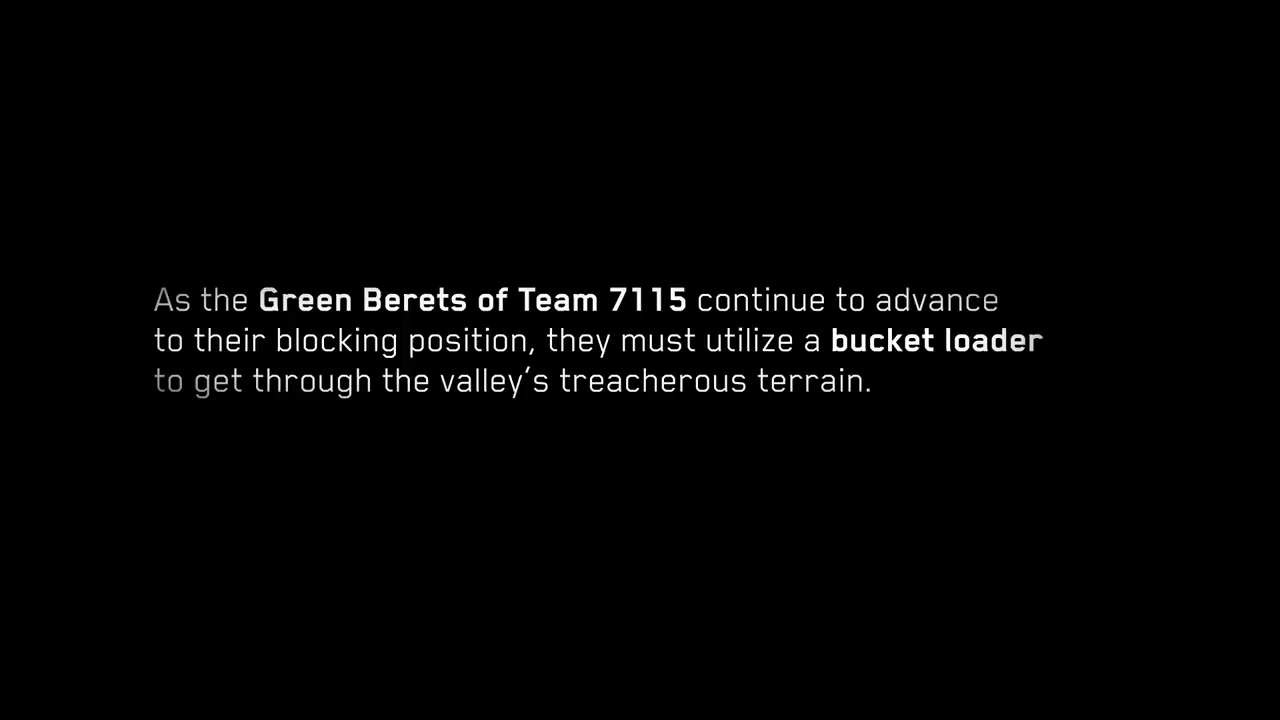 As the Green Berets of Team 7115 continue to advance
to their blocking position, they must utilize a bucket loader
to get through the valley's treacherous terrain.